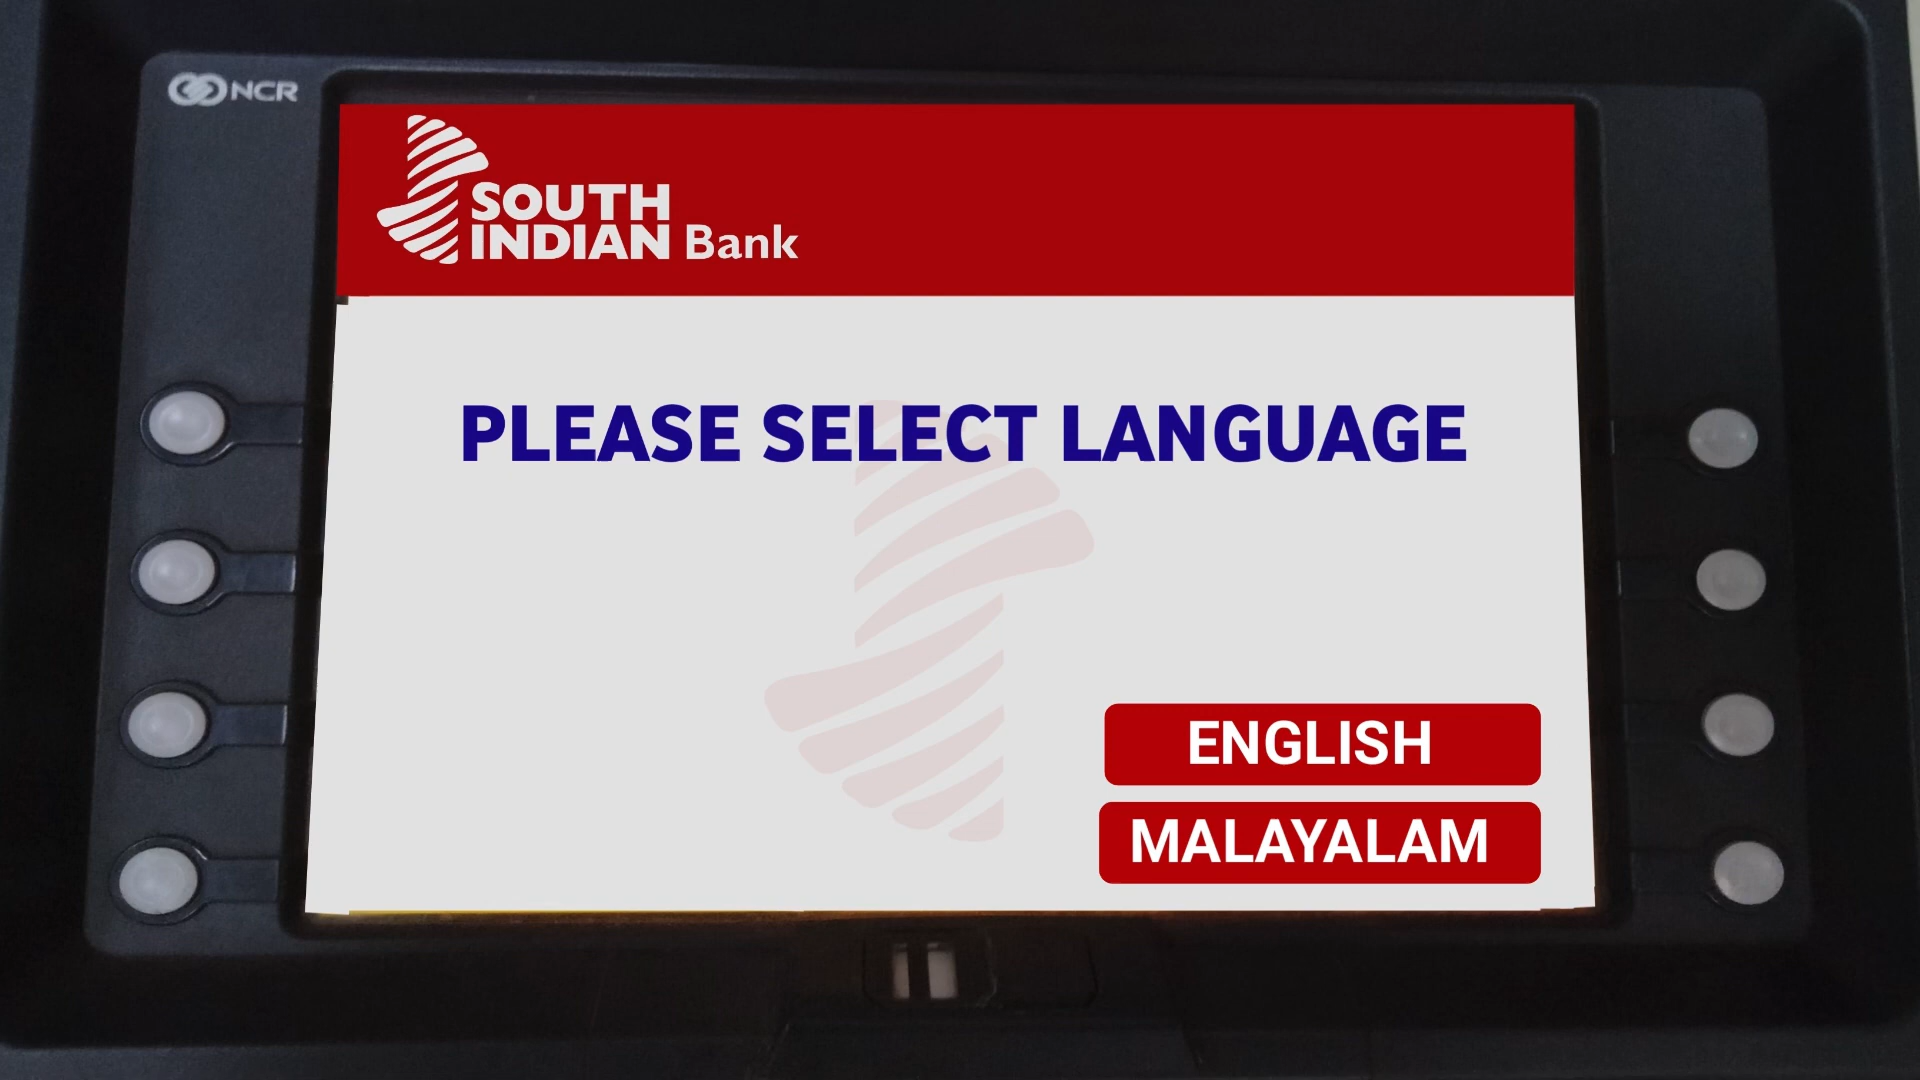 NCR
SOUTH
INDIAN Bank
PLEASE SELECT LANGUAGE
ENGLISH
MALAYALAM